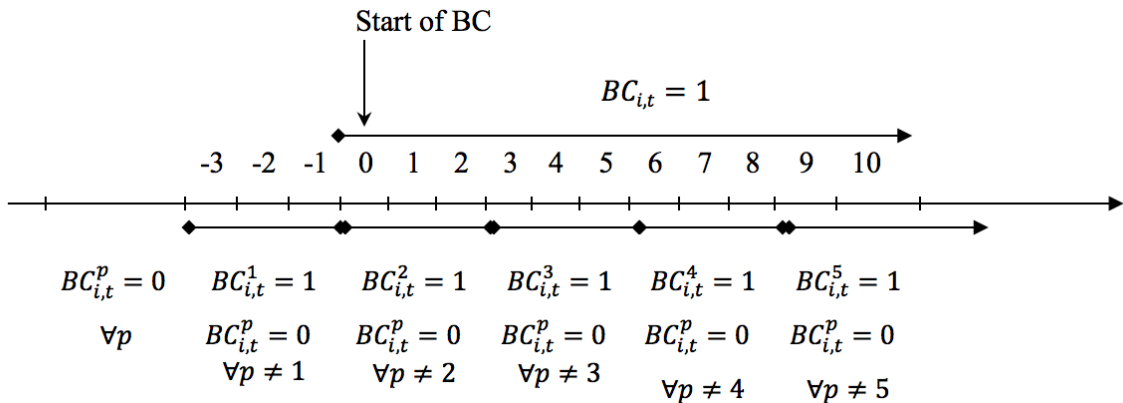 Start of BC
BC_{i,t} = 1
-3 -2 -1 0 1 2 3 4 5 6 7 8 9 10
BC^p_{i,t} = 0 BC^1_{i,t} = 1 BC^2_{i,t} = 1 BC^3_{i,t} = 1 BC^4_{i,t} = 1 BC^5_{i,t} = 1
∀p BC^p_{i,t} = 0 BC^p_{i,t} = 0 BC^p_{i,t} = 0 BC^p_{i,t} = 0 BC^p_{i,t} = 0
∀p ≠ 1 ∀p ≠ 2 ∀p ≠ 3 ∀p ≠ 4 ∀p ≠ 5